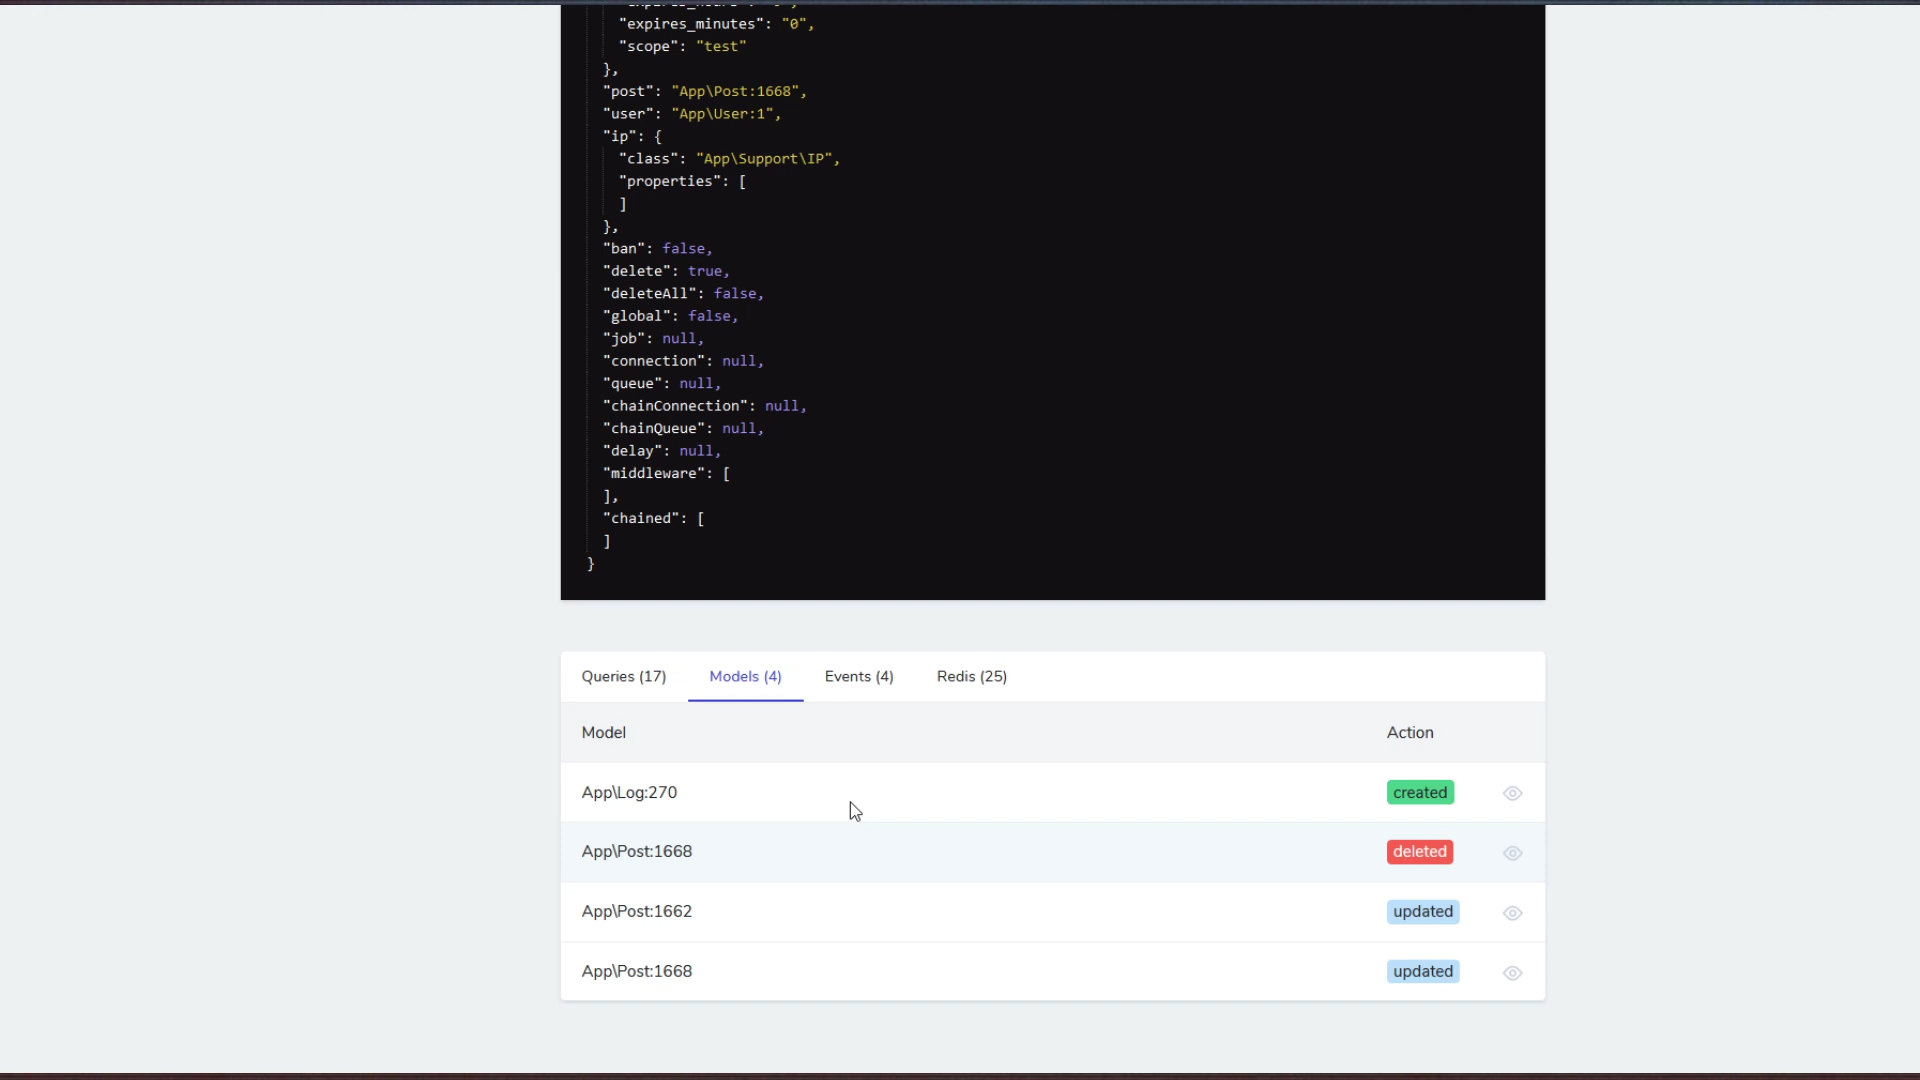 "expires_hours": "0",
"expires_minutes": "0",
"scope": "test"
},
"post": "App\Post:1668",
"user": "App\User:1",
"ip": {
"class": "App\Support\IP",
"properties": [
]
},
"ban": false,
"delete": true,
"deleteAll": false,
"global": false,
"job": null,
"connection": null,
"queue": null,
"chainConnection": null,
"chainQueue": null,
"delay": null,
"middleware": [
],
"chained": [
]
}
Queries (17) Models (4) Events (4) Redis (25)
Model Action
App\Log:270 created
App\Post:1668 deleted
App\Post:1662 updated
App\Post:1668 updated